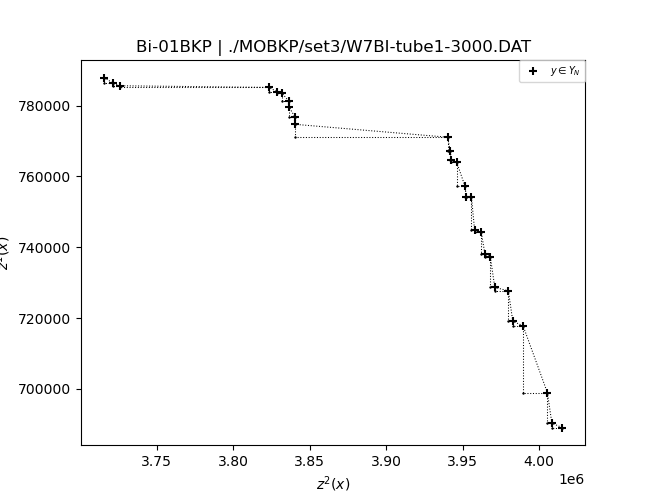 Bi-01BKP | ./MOBKP/set3/W7BI-tube1-3000.DAT
y ∈ Y_N
780000
760000
740000
720000
700000
3.75 3.80 3.85 3.90 3.95 4.00
1e6
z²(x)